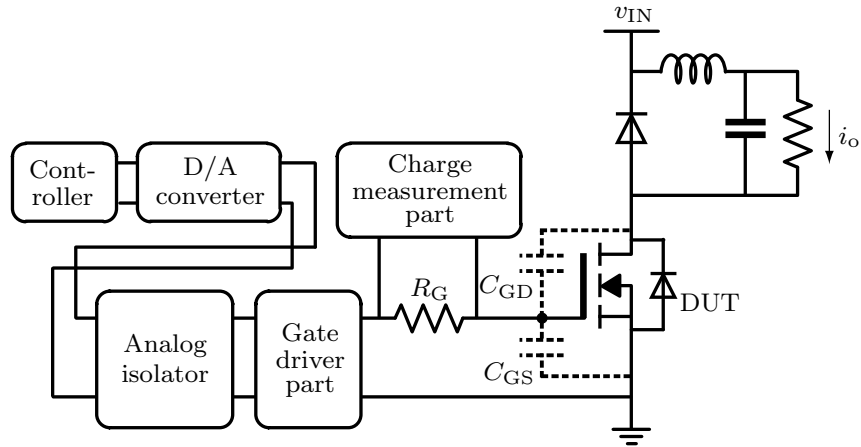 v_IN
i_o
Cont-
roller
D/A
converter
Charge
measurement
part
R_G
C_GD
DUT
Analog
isolator
Gate
driver
part
C_GS